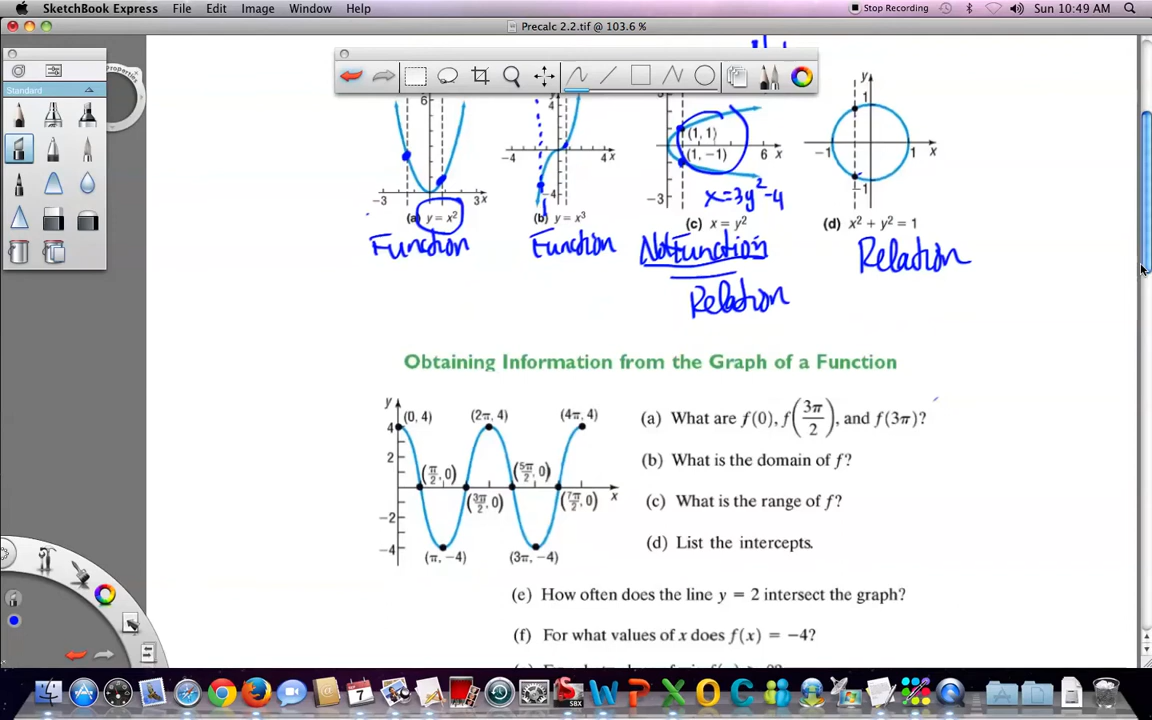 SketchBook Express File Edit Image Window Help Stop Recording Sun 10:49 AM
Precalc 2.2.tif @ 103.6 %
Properties
Standard
6
-3 3x
(a) y = x²
Function
4
-4 4x
-4
(b) y = x³
Function
(1, 1)
(1, -1) 6 x
-3
x=3y²-4
(c) x = y²
Not Function
Relation
y
1
-1 1 x
-1
(d) x² + y² = 1
Relation
Obtaining Information from the Graph of a Function
y
(0, 4) (2π, 4) (4π, 4)
4
2
(π/2, 0) (5π/2, 0)
x
(3π/2, 0) (7π/2, 0)
-2
-4
(π, -4) (3π, -4)
(a) What are f(0), f(3π/2), and f(3π)?
(b) What is the domain of f?
(c) What is the range of f?
(d) List the intercepts.
(e) How often does the line y = 2 intersect the graph?
(f) For what values of x does f(x) = -4?